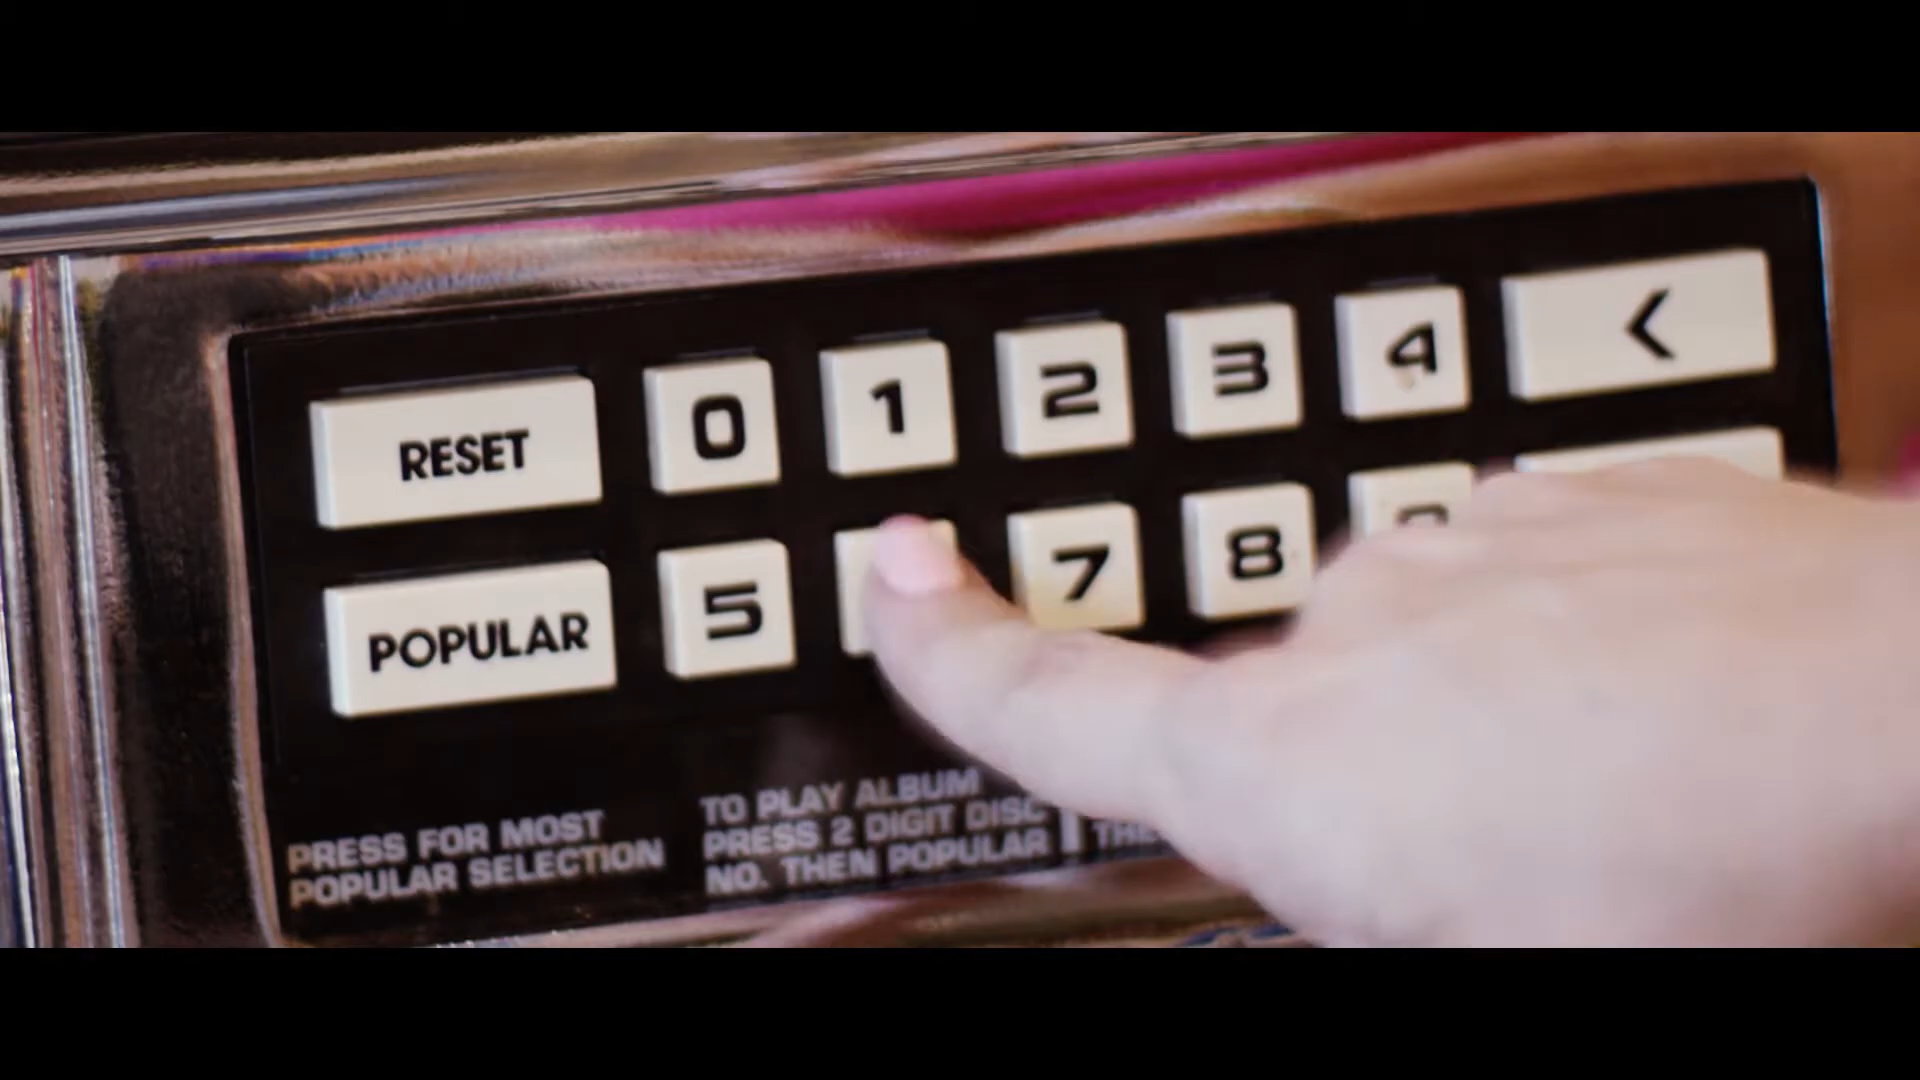 RESET 0 1 2 3 4 <
POPULAR 5 7 8
PRESS FOR MOST
POPULAR SELECTION
TO PLAY ALBUM
PRESS 2 DIGIT DISC
NO. THEN POPULAR